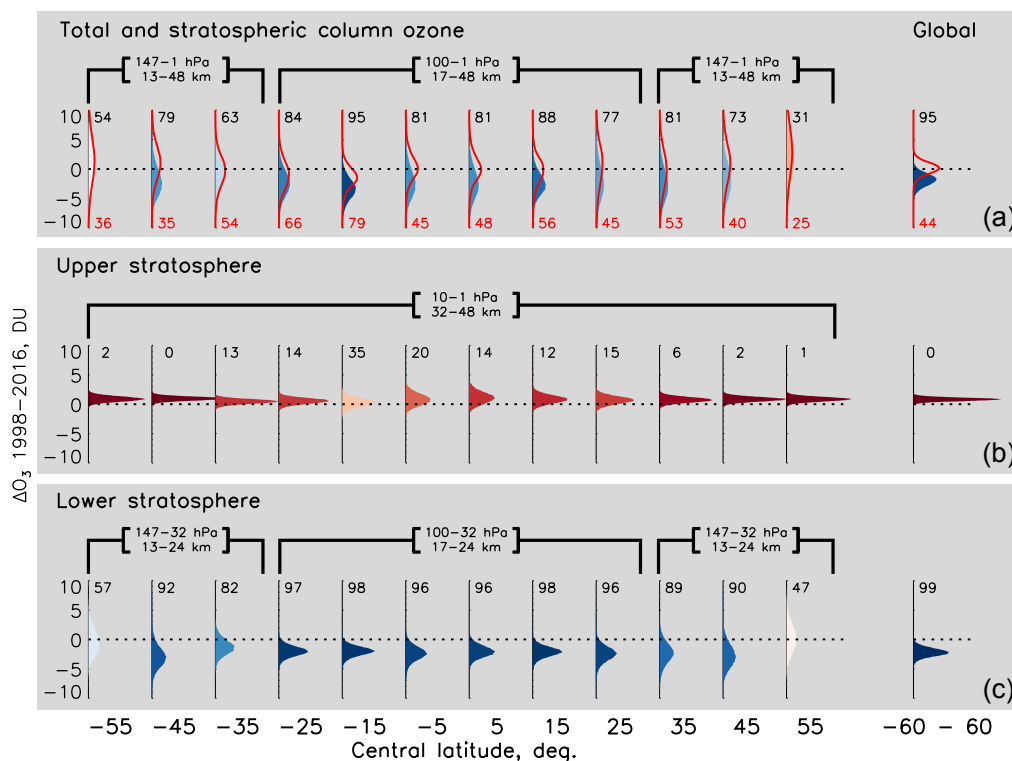 Total and stratospheric column ozone Global
147–1 hPa 100–1 hPa 147–1 hPa
13–48 km 17–48 km 13–48 km
10 54 79 63 84 95 81 81 88 77 81 73 31 95
5
0
−5
−10 36 35 54 66 79 45 48 56 45 53 40 25 44
(a)
Upper stratosphere
10–1 hPa
32–48 km
10 2 0 13 14 35 20 14 12 15 6 2 1 0
5
0
−5
−10
(b)
ΔO₃ 1998–2016, DU
Lower stratosphere
147–32 hPa 100–32 hPa 147–32 hPa
13–24 km 17–24 km 13–24 km
10 57 92 82 97 98 96 96 98 96 89 90 47 99
5
0
−5
−10
(c)
−55 −45 −35 −25 −15 −5 5 15 25 35 45 55 −60 – 60
Central latitude, deg.